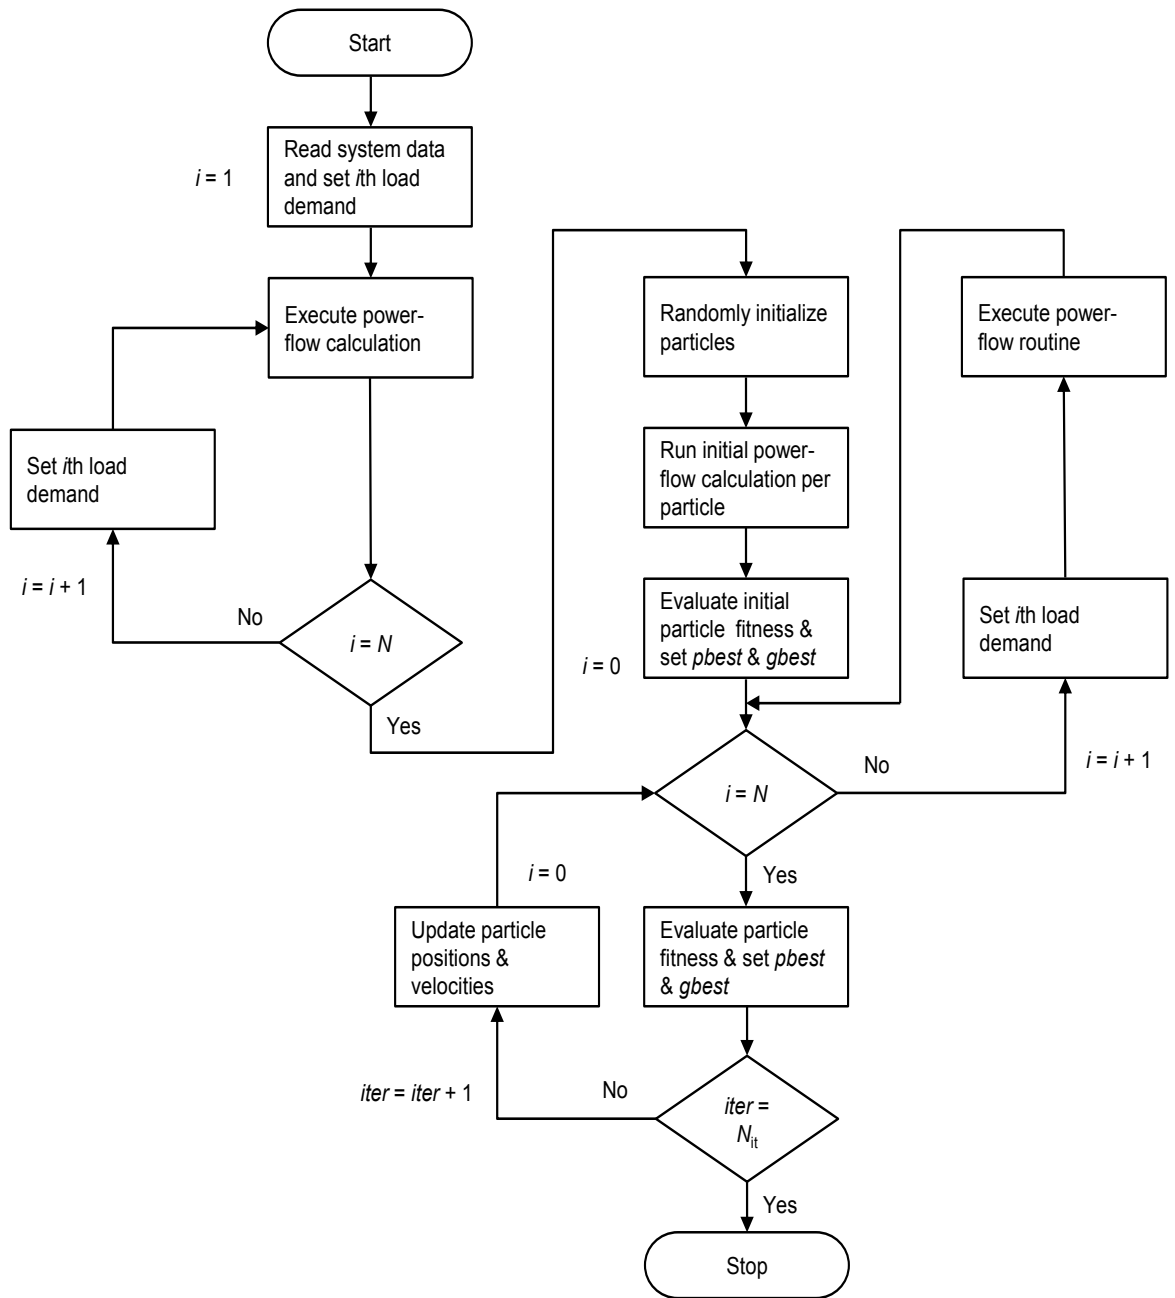 Start
i = 1
Read system data
and set ith load
demand
Execute power-
flow calculation
Set ith load
demand
i = i + 1
No
i = N
Yes
Randomly initialize
particles
Run initial power-
flow calculation per
particle
Evaluate initial
particle fitness &
set pbest & gbest
i = 0
i = N
No
i = i + 1
Set ith load
demand
Execute power-
flow routine
Yes
Evaluate particle
fitness & set pbest
& gbest
iter =
Nit
No
iter = iter + 1
Update particle
positions &
velocities
i = 0
Yes
Stop